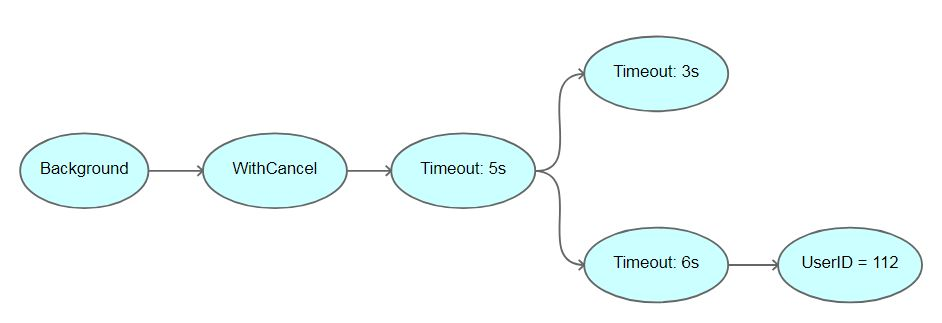 Background
WithCancel
Timeout: 5s
Timeout: 3s
Timeout: 6s
UserID = 112